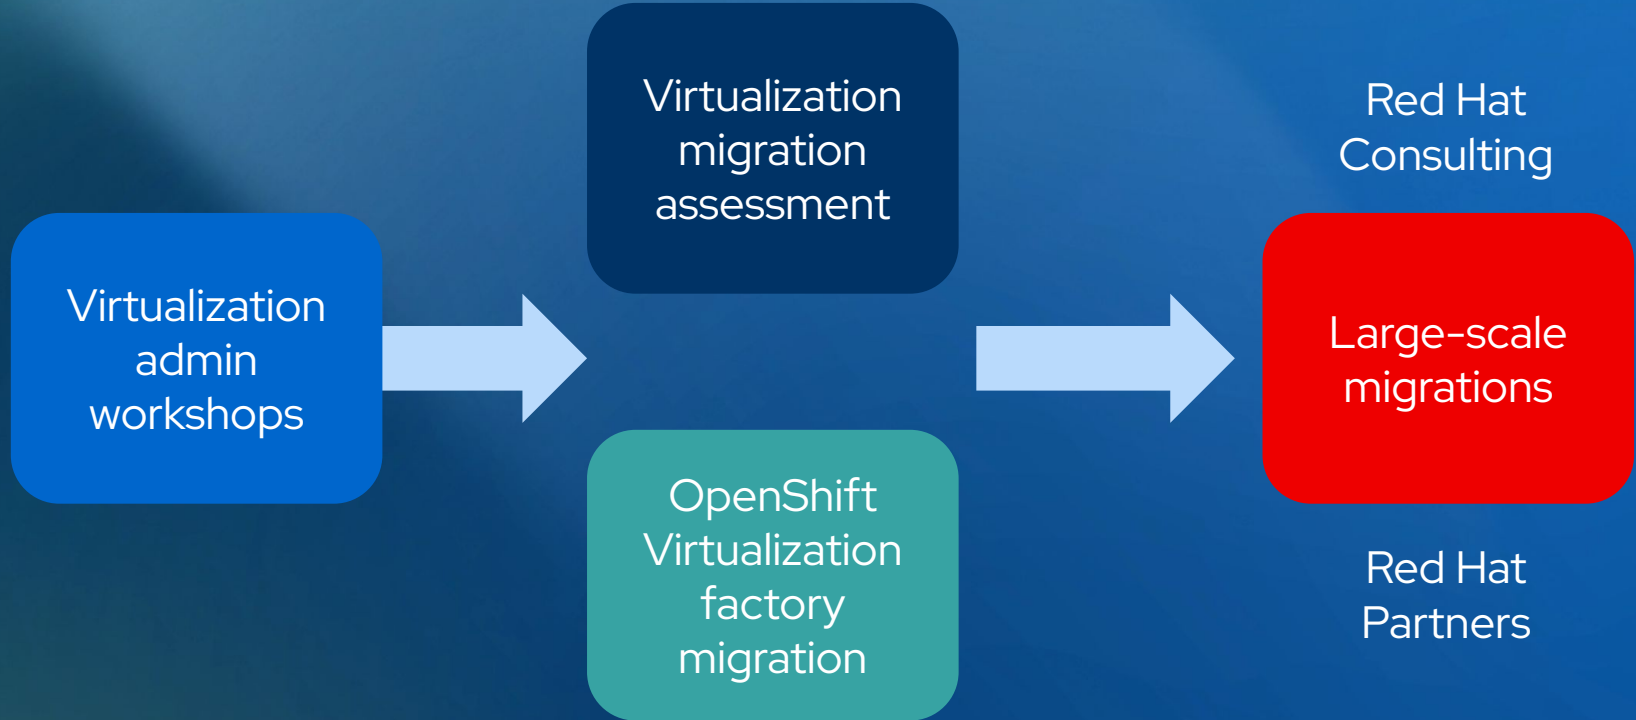 Virtualization
admin
workshops
Virtualization
migration
assessment
OpenShift
Virtualization
factory
migration
Red Hat
Consulting
Large-scale
migrations
Red Hat
Partners